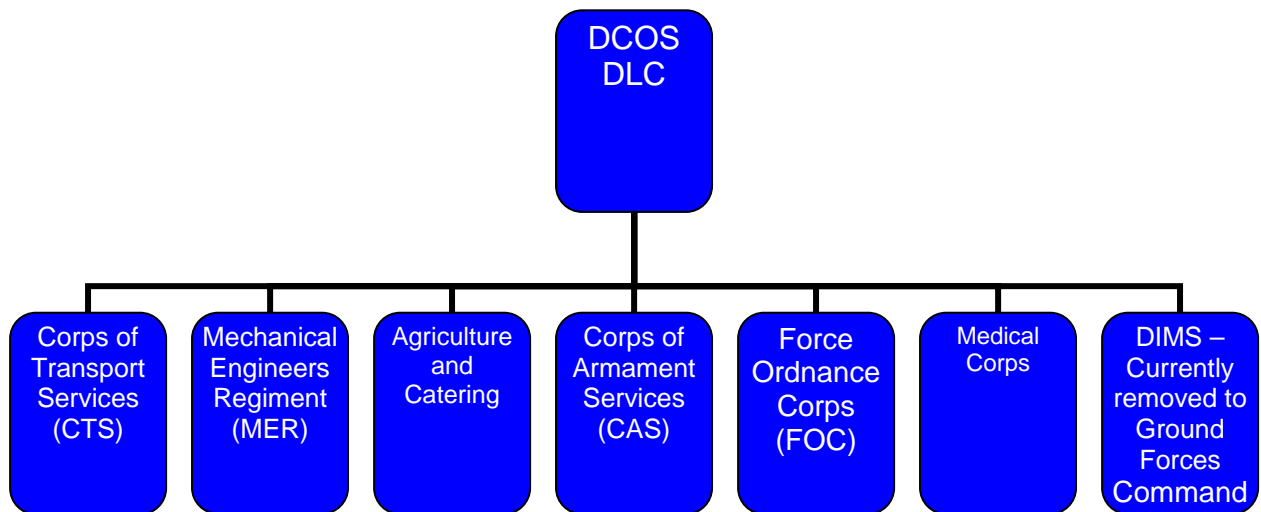 DCOS
DLC
Corps of
Transport
Services
(CTS)
Mechanical
Engineers
Regiment
(MER)
Agriculture
and
Catering
Corps of
Armament
Services
(CAS)
Force
Ordnance
Corps
(FOC)
Medical
Corps
DIMS –
Currently
removed to
Ground
Forces
Command